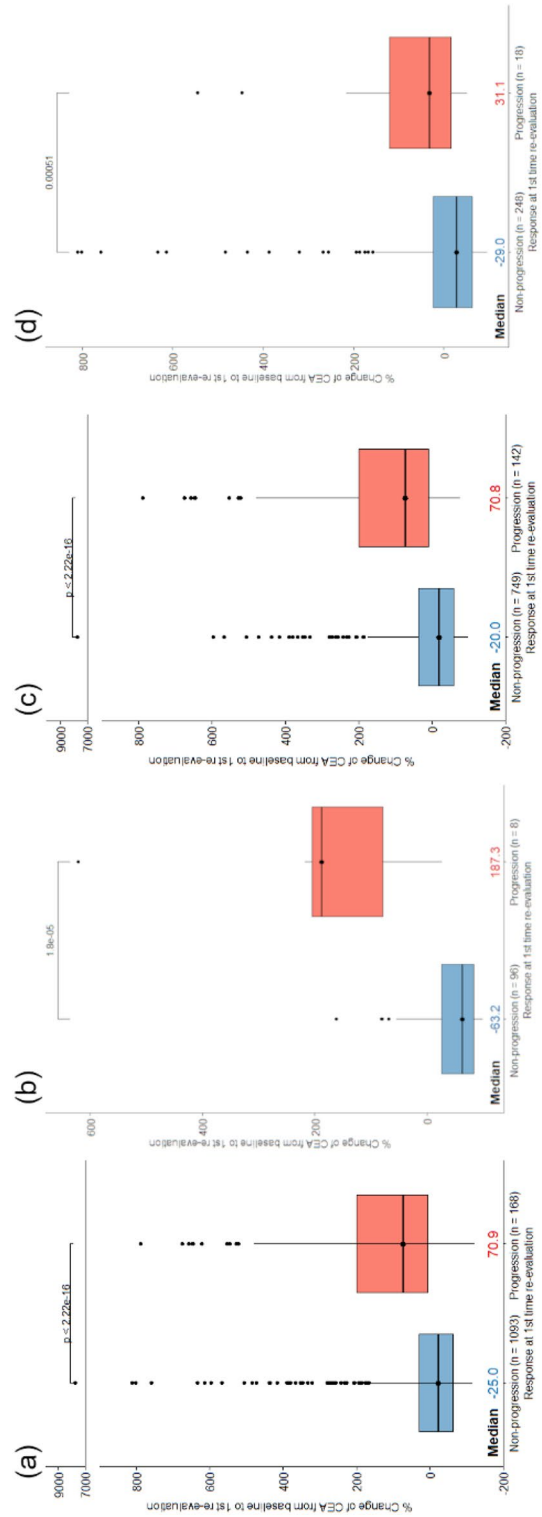 (a)
% Change of CEA from baseline to 1st re-evaluation
9000
7000
800
600
400
200
0
-200
p < 2.22e-16
Median -25.0 70.9
Non-progression (n = 1093) Progression (n = 168)
Response at 1st time re-evaluation
(b)
% Change of CEA from baseline to 1st re-evaluation
600
400
200
0
1.8e-05
Median
-63.2 187.3
Non-progression (n = 96) Progression (n = 8)
Response at 1st time re-evaluation
(c)
% Change of CEA from baseline to 1st re-evaluation
9000
7000
800
600
400
200
0
-200
p < 2.22e-16
Median -20.0 70.8
Non-progression (n = 749) Progression (n = 142)
Response at 1st time re-evaluation
(d)
% Change of CEA from baseline to 1st re-evaluation
800
600
400
200
0
0.00051
Median
-29.0 31.1
Non-progression (n = 248) Progression (n = 18)
Response at 1st time re-evaluation